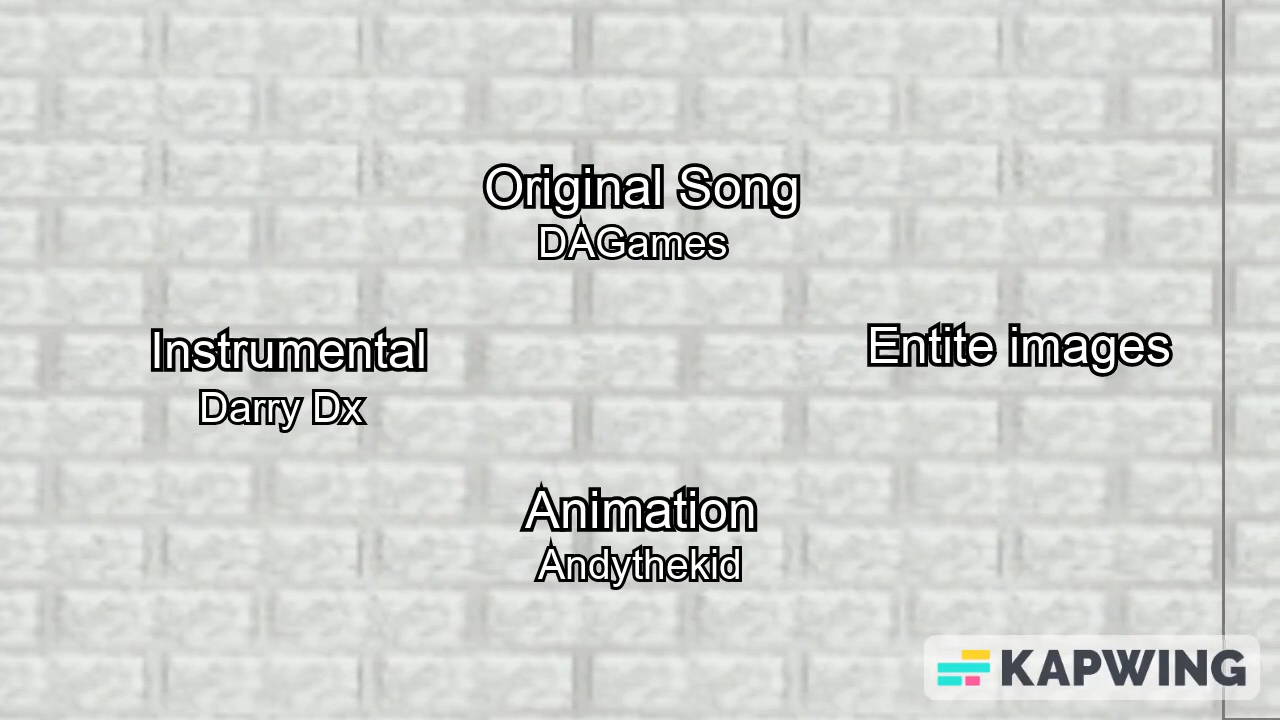 Original Song
DAGames
Instrumental
Darry Dx
Entite images
Animation
Andythekid
KAPWING